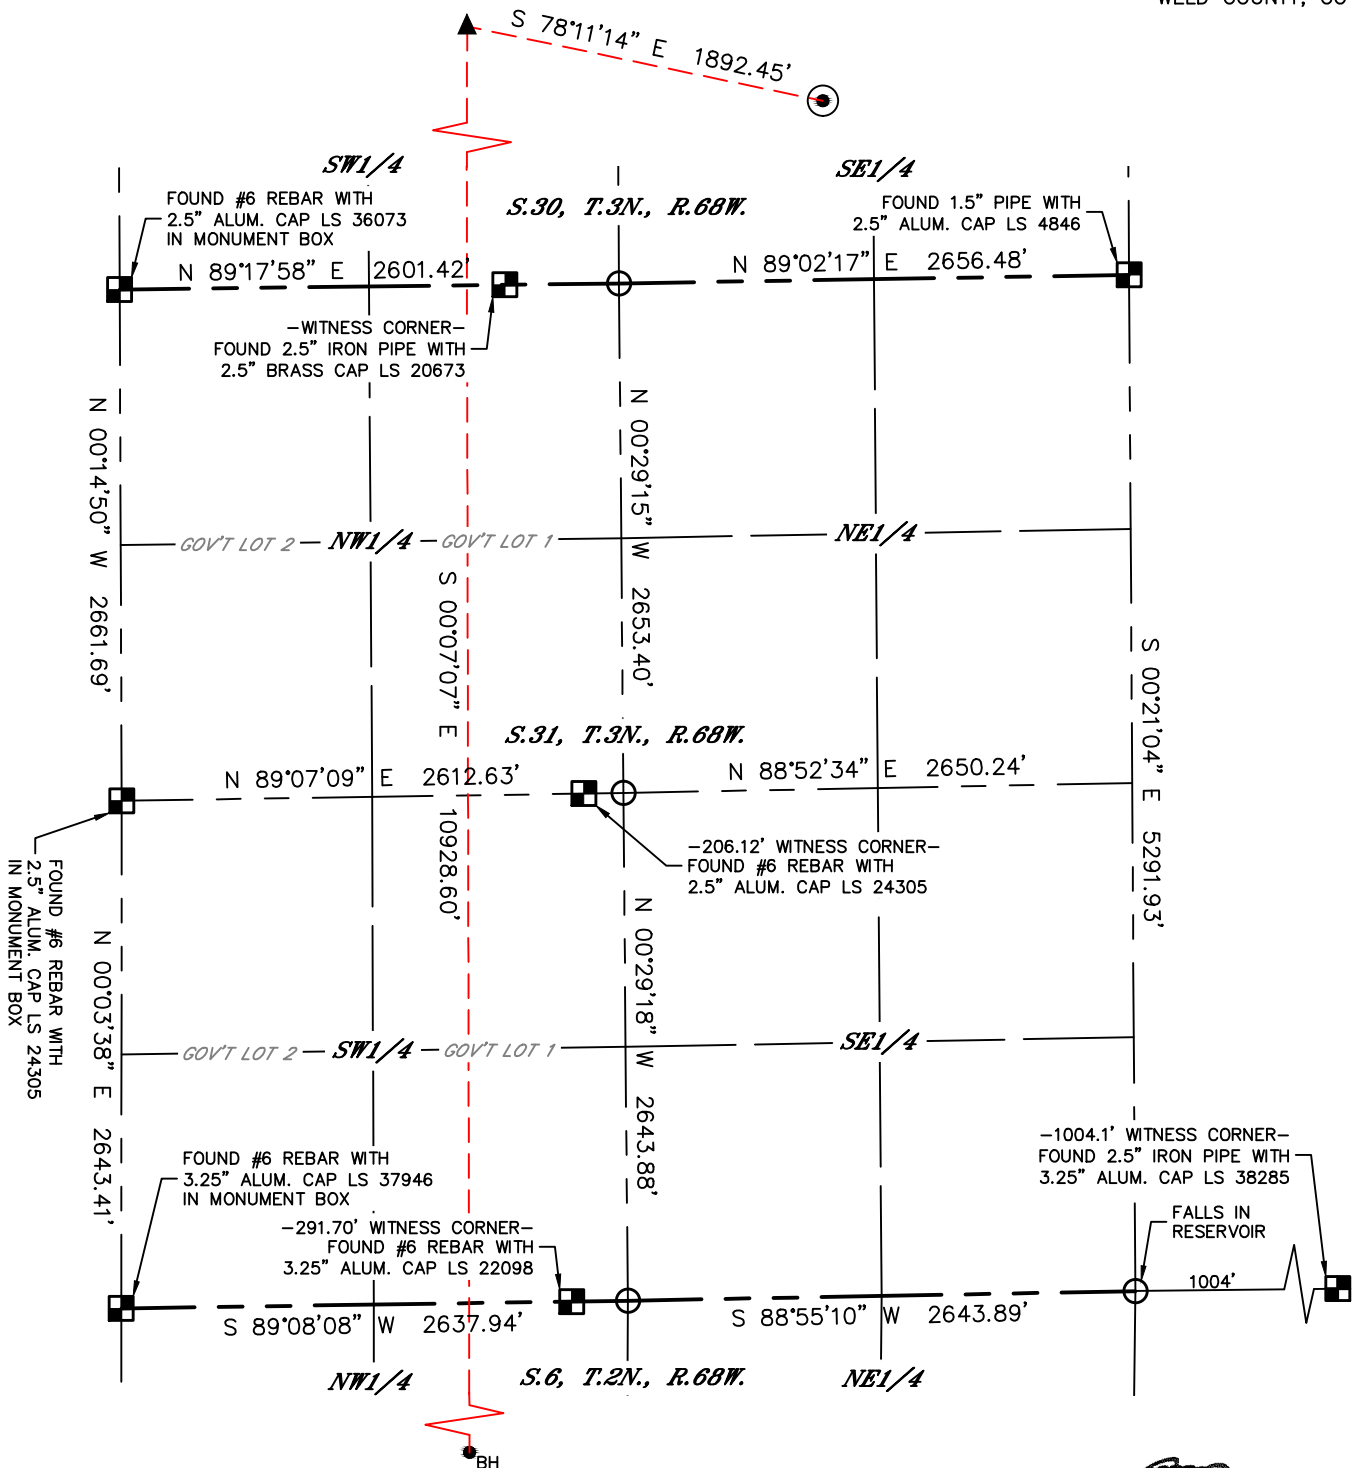 WELD COUNTY, CO
S 78°11'14" E 1892.45'
SW1/4
SE1/4
FOUND #6 REBAR WITH
2.5" ALUM. CAP LS 36073
IN MONUMENT BOX
S.30, T.3N., R.68W.
FOUND 1.5" PIPE WITH
2.5" ALUM. CAP LS 4846
N 89°17'58" E 2601.42'
N 89°02'17" E 2656.48'
-WITNESS CORNER-
FOUND 2.5" IRON PIPE WITH
2.5" BRASS CAP LS 20673
N 00°14'50" W 2661.69'
N 00°29'15" W 2653.40'
GOV'T LOT 2
NW1/4
GOV'T LOT 1
NE1/4
S 00°07'07" E 10928.60'
S 00°21'04" E 5291.93'
S.31, T.3N., R.68W.
N 89°07'09" E 2612.63'
N 88°52'34" E 2650.24'
-206.12' WITNESS CORNER-
FOUND #6 REBAR WITH
2.5" ALUM. CAP LS 24305
FOUND #6 REBAR WITH
2.5" ALUM. CAP LS 24305
IN MONUMENT BOX
N 00°03'38" E 2643.41'
N 00°29'18" W 2643.88'
GOV'T LOT 2
SW1/4
GOV'T LOT 1
SE1/4
-1004.1' WITNESS CORNER-
FOUND 2.5" IRON PIPE WITH
3.25" ALUM. CAP LS 38285
FOUND #6 REBAR WITH
3.25" ALUM. CAP LS 37946
IN MONUMENT BOX
-291.70' WITNESS CORNER-
FOUND #6 REBAR WITH
3.25" ALUM. CAP LS 22098
FALLS IN
RESERVOIR
1004'
S 89°08'08" W 2637.94'
S 88°55'10" W 2643.89'
NW1/4
S.6, T.2N., R.68W.
NE1/4
BH